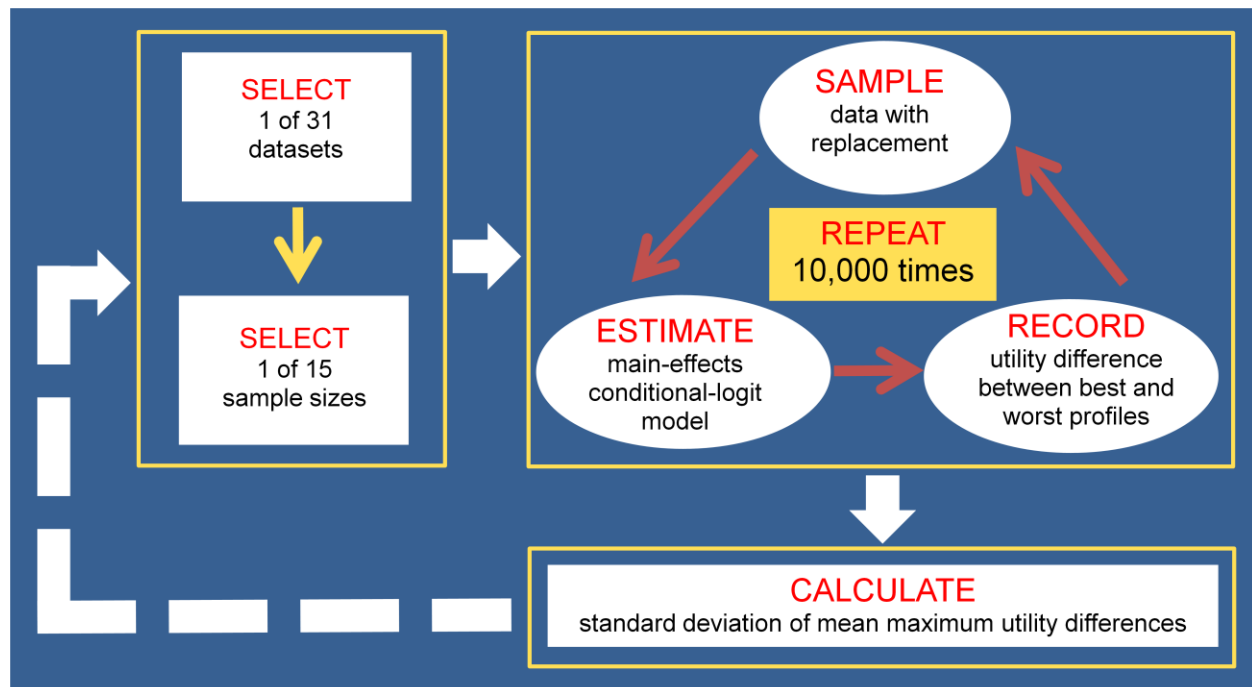 SELECT
1 of 31
datasets
SELECT
1 of 15
sample sizes
SAMPLE
data with
replacement
REPEAT
10,000 times
ESTIMATE
main-effects
conditional-logit
model
RECORD
utility difference
between best and
worst profiles
CALCULATE
standard deviation of mean maximum utility differences